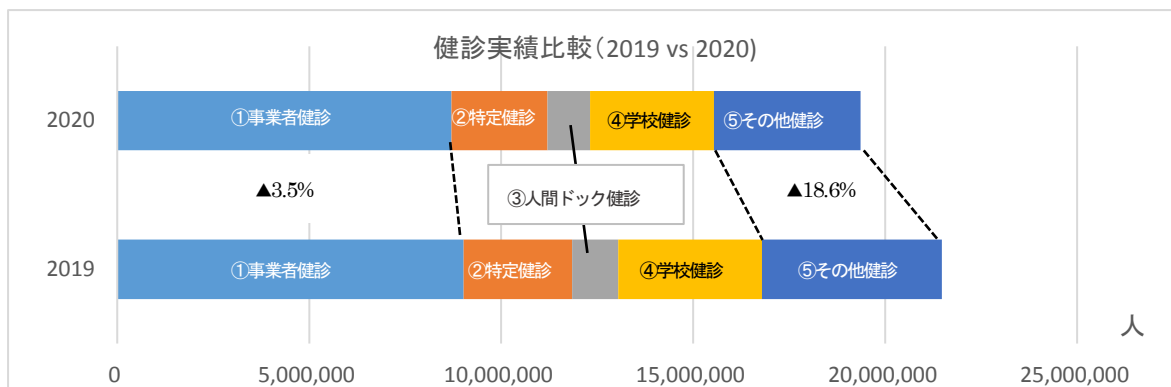 健診実績比較（2019 vs 2020)
2020
①事業者健診
②特定健診
④学校健診
⑤その他健診
▲3.5%
③人間ドック健診
▲18.6%
2019
①事業者健診
②特定健診
④学校健診
⑤その他健診
人
0
5,000,000
10,000,000
15,000,000
20,000,000
25,000,000